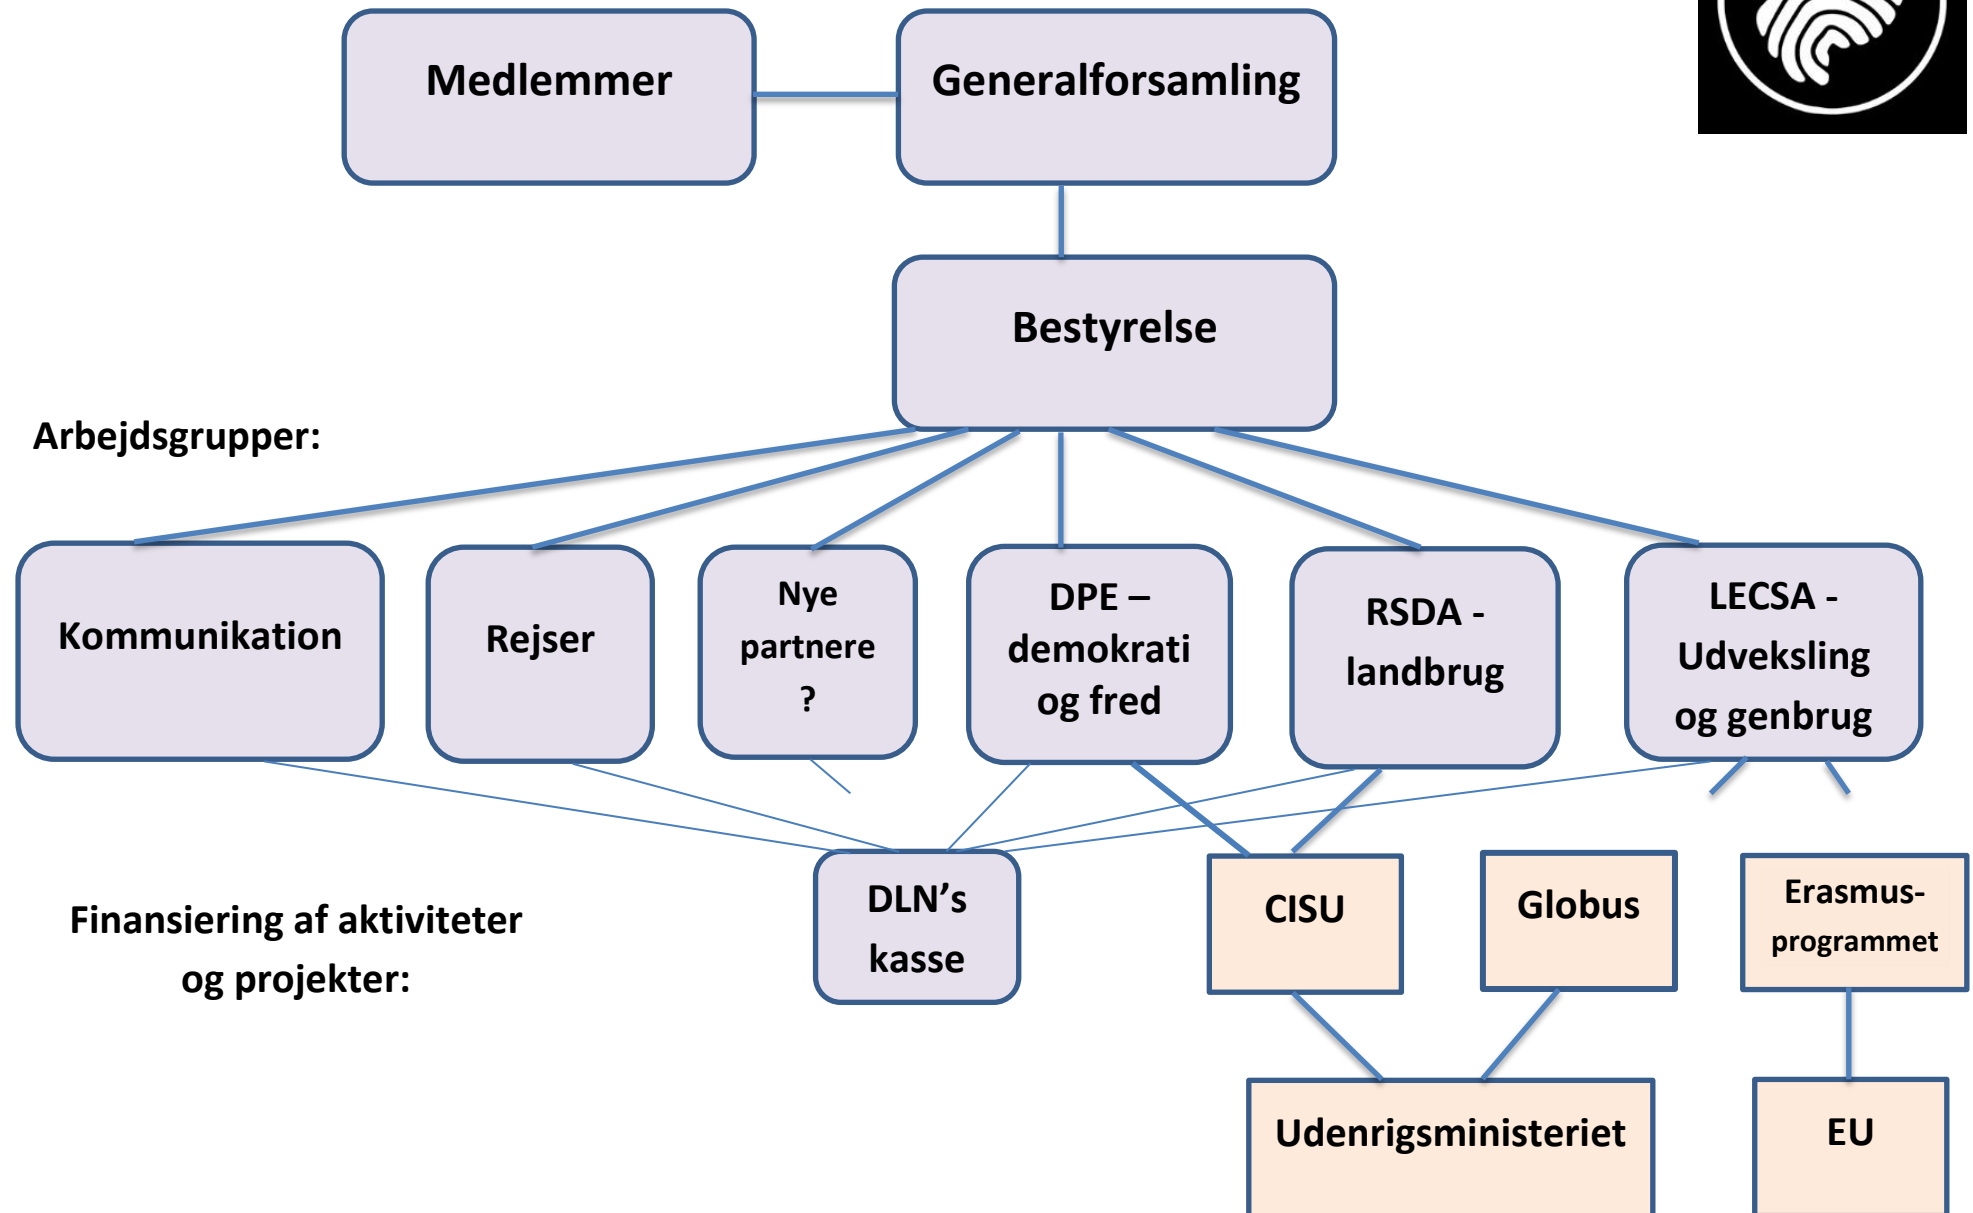 Medlemmer
Generalforsamling
Bestyrelse
Arbejdsgrupper:
Kommunikation
Rejser
Nye
partnere
?
DPE –
demokrati
og fred
RSDA -
landbrug
LECSA -
Udveksling
og genbrug
Finansiering af aktiviteter
og projekter:
DLN’s
kasse
CISU
Globus
Erasmus-
programmet
Udenrigsministeriet
EU